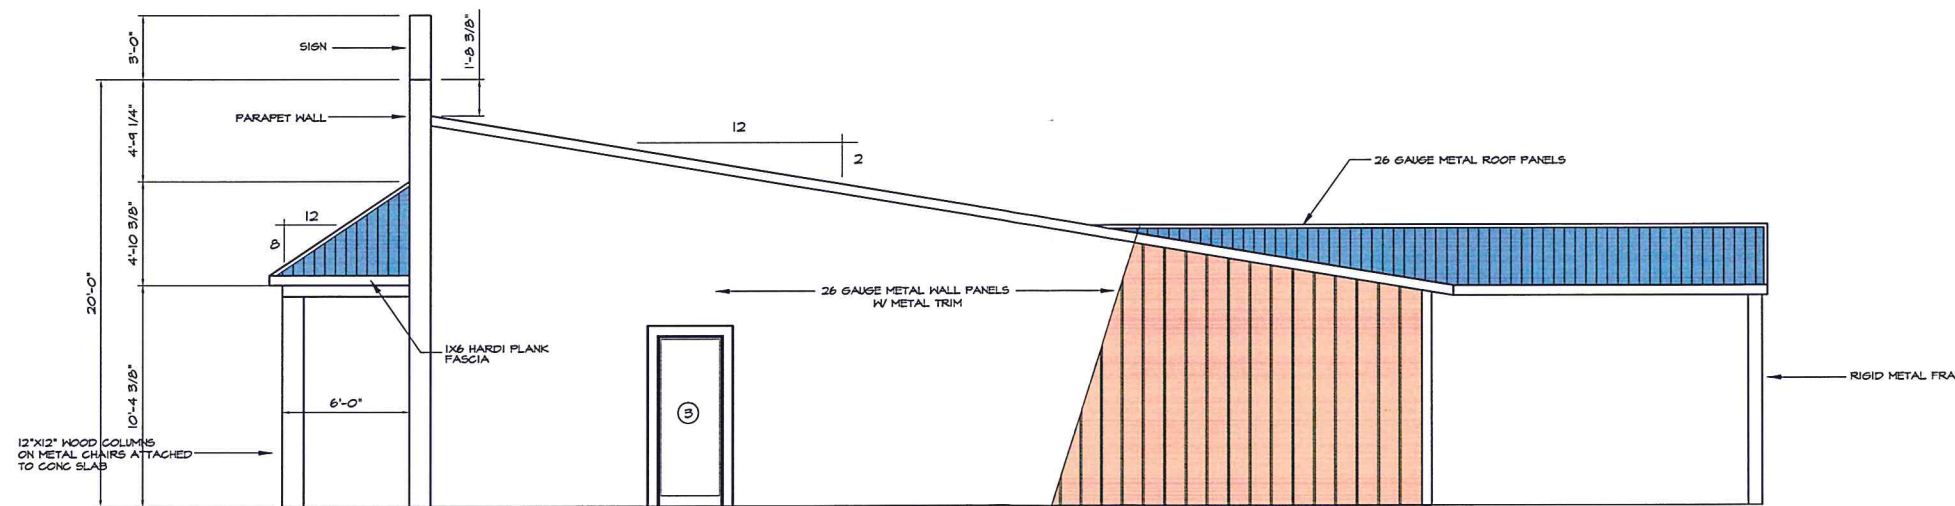 3'-0"
SIGN
1'-8 3/8"
PARAPET WALL
4'-9 1/4"
12
2
26 GAUGE METAL ROOF PANELS
12
8
4'-10 3/8"
20'-0"
26 GAUGE METAL WALL PANELS
W/ METAL TRIM
1X6 HARDI PLANK
FASCIA
RIGID METAL FRA
10'-4 3/8"
6'-0"
3
12"X12" WOOD COLUMNS
ON METAL CHAIRS ATTACHED
TO CONC SLAB